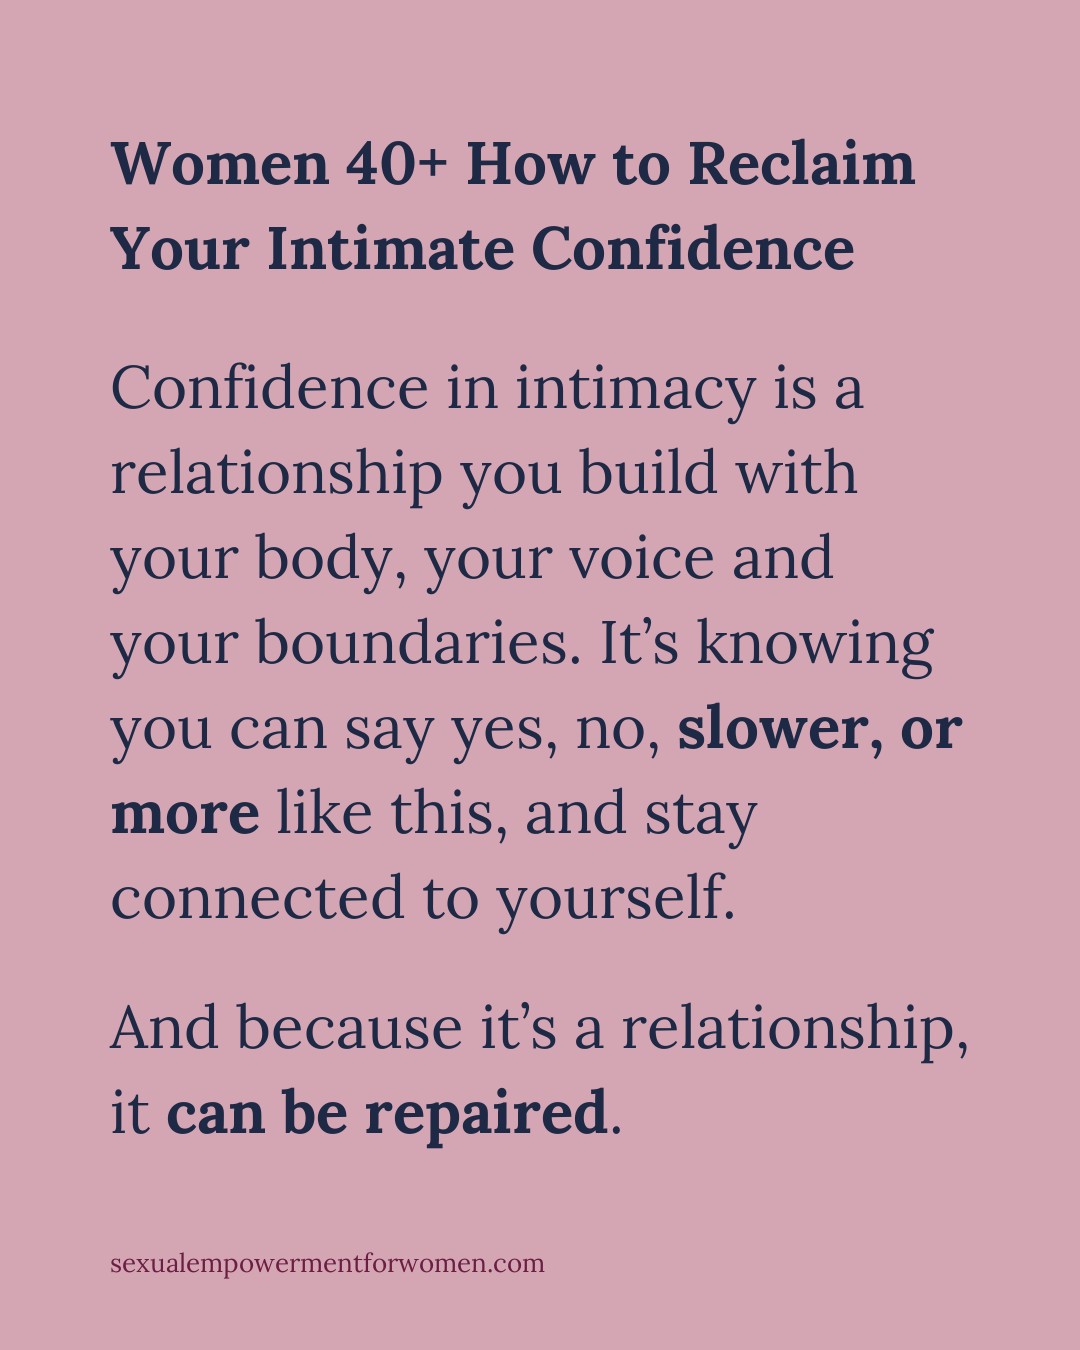 Women 40+ How to Reclaim
Your Intimate Confidence
Confidence in intimacy is a
relationship you build with
your body, your voice and
your boundaries. It’s knowing
you can say yes, no, slower, or
more like this, and stay
connected to yourself.
And because it’s a relationship,
it can be repaired.
sexualempowermentforwomen.com